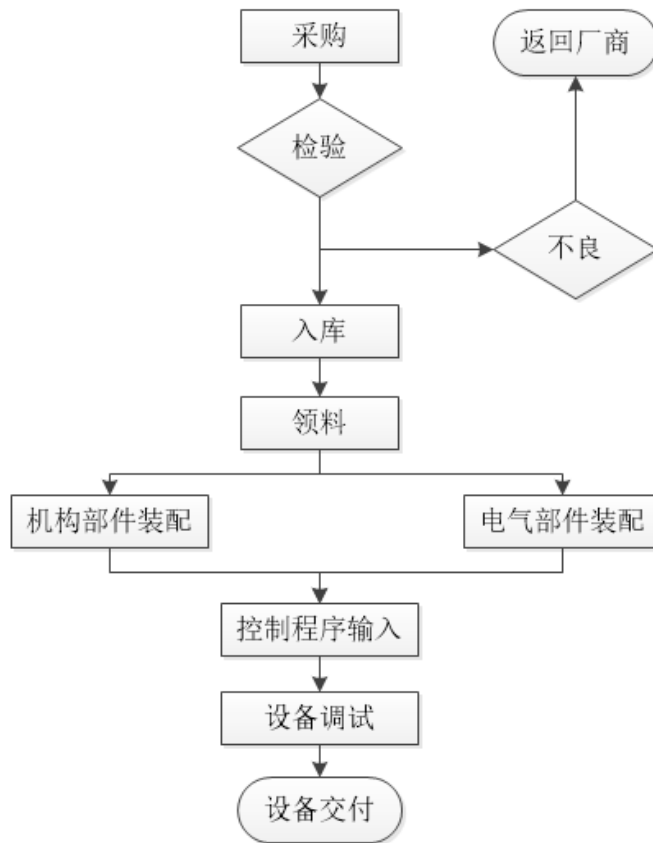 采购
返回厂商
检验
不良
入库
领料
机构部件装配
电气部件装配
控制程序输入
设备调试
设备交付